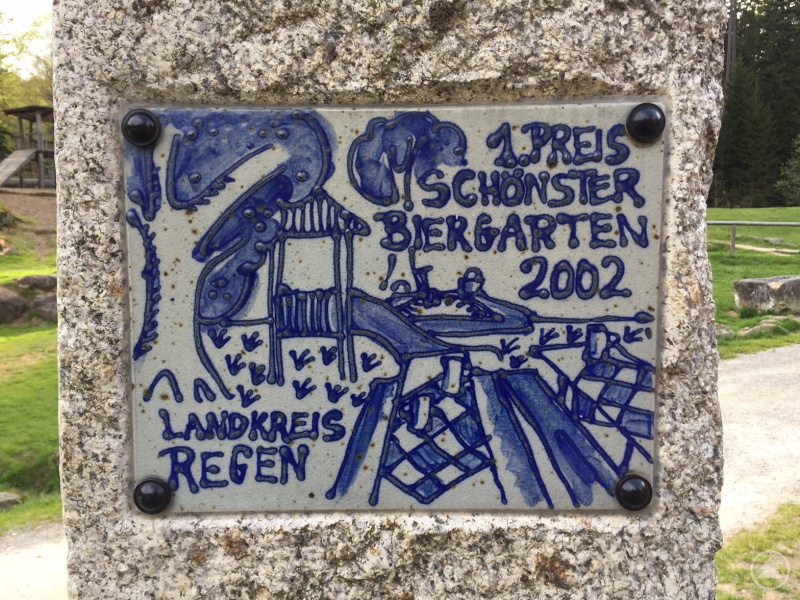 1. PREIS
SCHÖNSTER
BIERGARTEN
2002
LANDKREIS
REGEN